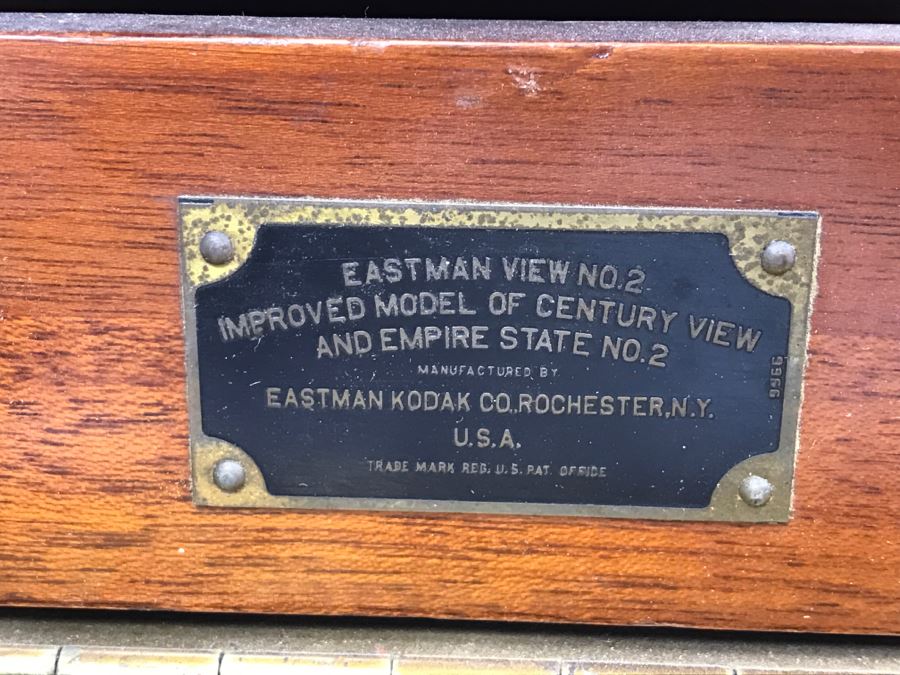 EASTMAN VIEW NO.2
IMPROVED MODEL OF CENTURY VIEW
AND EMPIRE STATE NO.2
MANUFACTURED BY
EASTMAN KODAK CO., ROCHESTER, N.Y.
U.S.A.
TRADE MARK REG. U.S. PAT. OFFICE